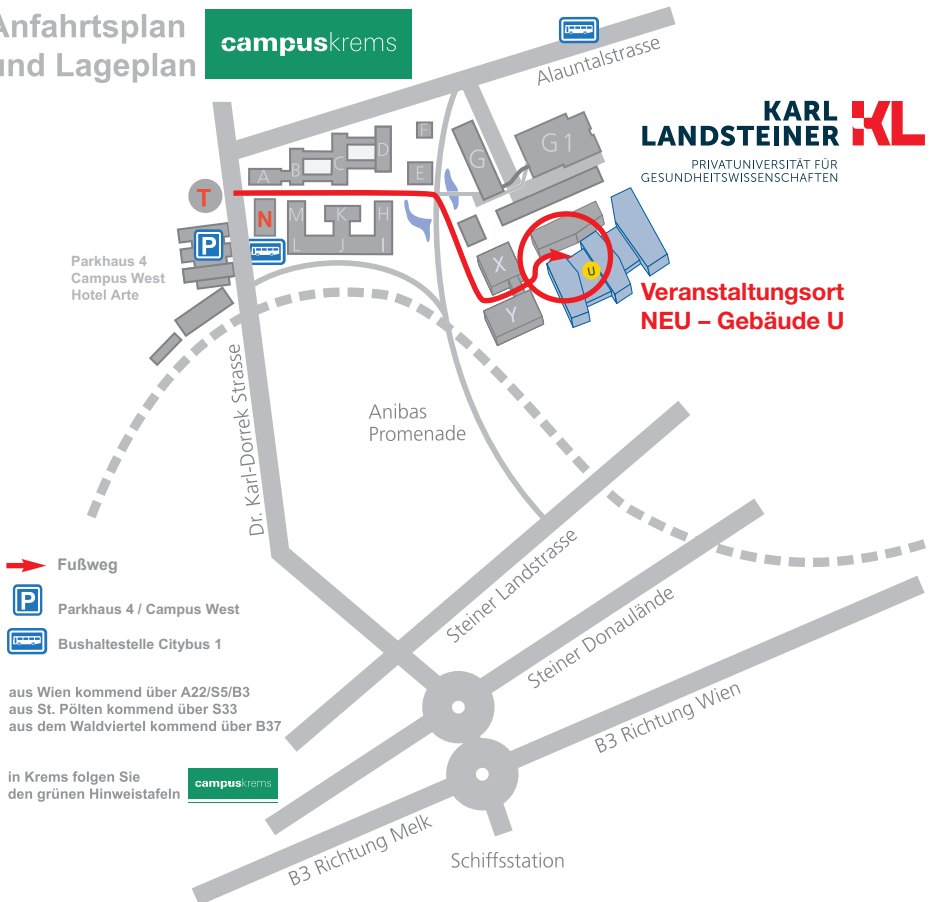 Anfahrtsplan
und Lageplan
campuskrems
Alauntalstrasse
KARL
LANDSTEINER
KL
PRIVATUNIVERSITÄT FÜR
GESUNDHEITSWISSENSCHAFTEN
F
D
C
B
A
E
G
G1
T
N
M
K
H
L
J
I
P
X
Y
U
Parkhaus 4
Campus West
Hotel Arte
Veranstaltungsort
NEU – Gebäude U
Dr. Karl-Dorrek Strasse
Anibas
Promenade
Fußweg
P
Parkhaus 4 / Campus West
Bushaltestelle Citybus 1
Steiner Landstrasse
Steiner Donaulände
aus Wien kommend über A22/S5/B3
aus St. Pölten kommend über S33
aus dem Waldviertel kommend über B37
B3 Richtung Wien
in Krems folgen Sie
den grünen Hinweistafeln
campuskrems
B3 Richtung Melk
Schiffsstation